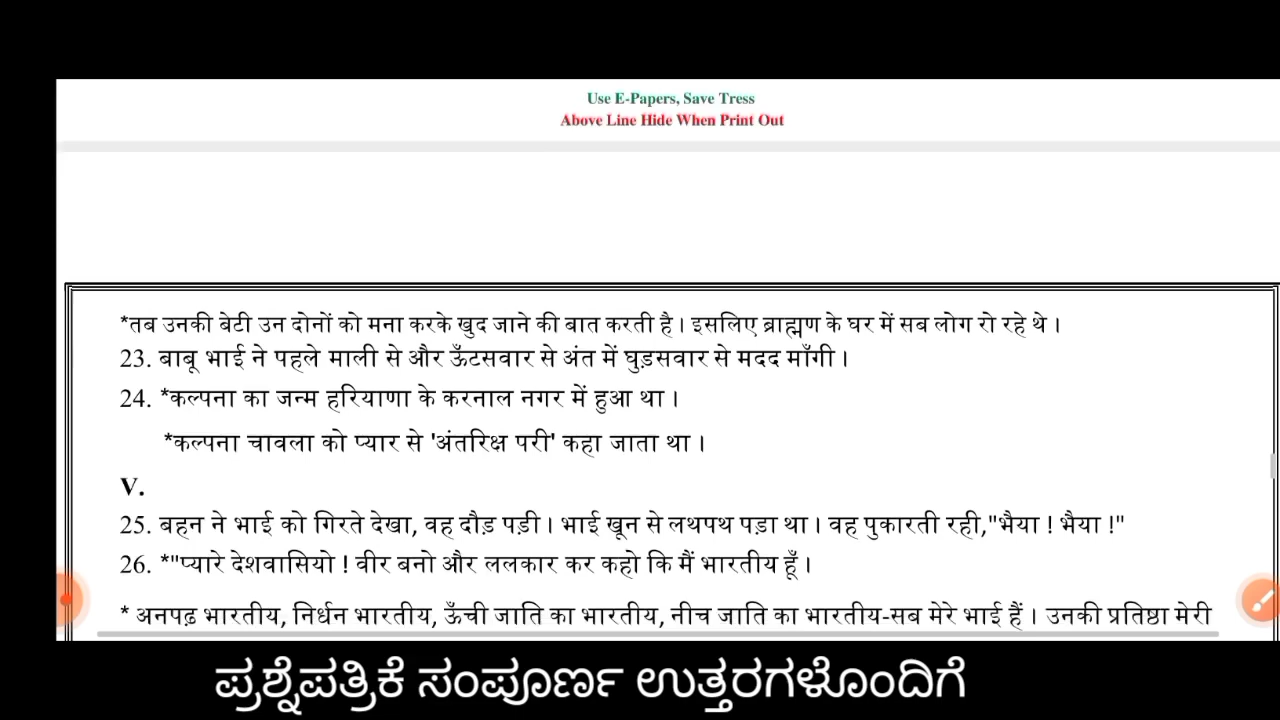 Use E-Papers, Save Tress
Above Line Hide When Print Out
*तब उनकी बेटी उन दोनों को मना करके खुद जाने की बात करती है। इसलिए ब्राह्मण के घर में सब लोग रो रहे थे।
23. बाबू भाई ने पहले माली से और ऊँटसवार से अंत में घुड़सवार से मदद माँगी।
24. *कल्पना का जन्म हरियाणा के करनाल नगर में हुआ था।
*कल्पना चावला को प्यार से 'अंतरिक्ष परी' कहा जाता था।
V.
25. बहन ने भाई को गिरते देखा, वह दौड़ पड़ी। भाई खून से लथपथ पड़ा था। वह पुकारती रही,"भैया ! भैया !"
26. *"प्यारे देशवासियो ! वीर बनो और ललकार कर कहो कि मैं भारतीय हूँ।
* अनपढ़ भारतीय, निर्धन भारतीय, ऊँची जाति का भारतीय, नीच जाति का भारतीय-सब मेरे भाई हैं। उनकी प्रतिष्ठा मेरी
ಪ್ರಶ್ನೆಪತ್ರಿಕೆ ಸಂಪೂರ್ಣ ಉತ್ತರಗಳೊಂದಿಗೆ